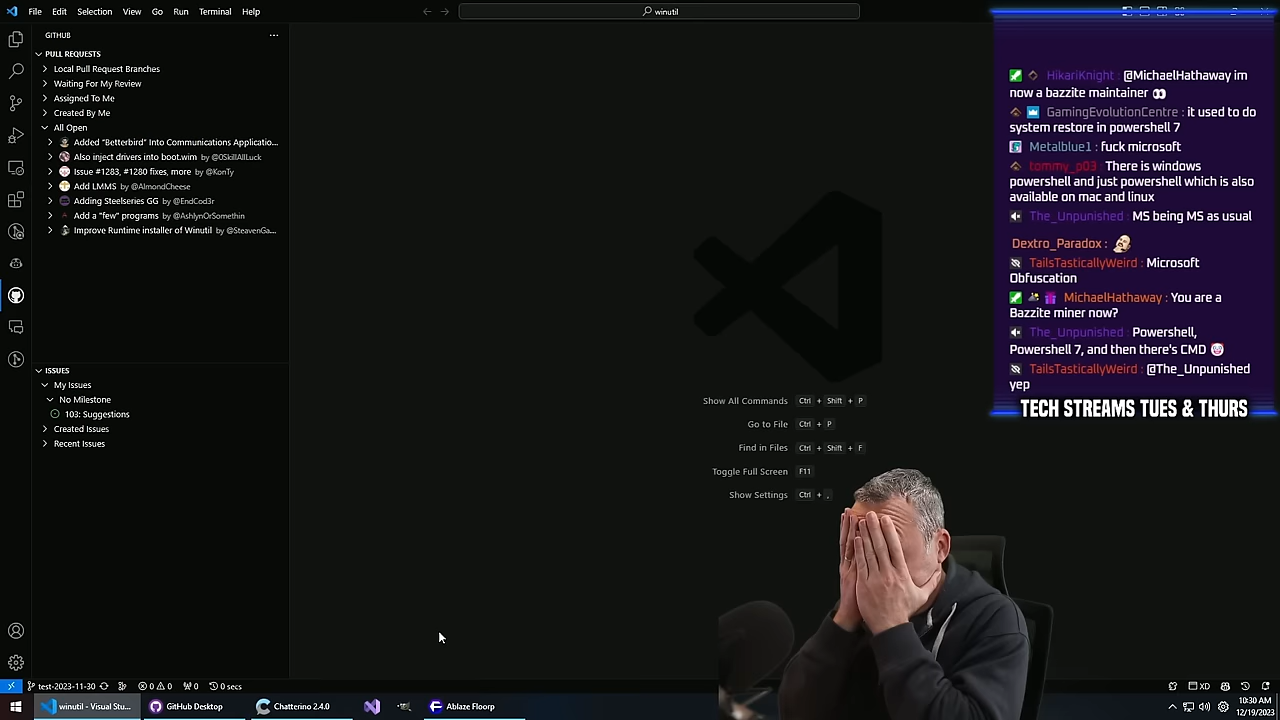 File Edit Selection View Go Run Terminal Help
winutil
GITHUB
PULL REQUESTS
Local Pull Request Branches
Waiting For My Review
Assigned To Me
Created By Me
All Open
Added "Betterbird" Into Communications Applicatio...
Also inject drivers into boot.wim by @0SkillAllLuck
Issue #1283, #1280 fixes, more by @KonTy
Add LMMS by @AlmondCheese
Adding Steelseries GG by @EndCod3r
Add a "few" programs by @AshlynOrSomethin
Improve Runtime installer of Winutil by @SteavenGa...
ISSUES
My Issues
No Milestone
103: Suggestions
Created Issues
Recent Issues
Show All Commands Ctrl + Shift + P
Go to File Ctrl + P
Find in Files Ctrl + Shift + F
Toggle Full Screen F11
Show Settings Ctrl + ,
HikariKnight : @MichaelHathaway im
now a bazzite maintainer
GamingEvolutionCentre : it used to do
system restore in powershell 7
Metalblue1 : fuck microsoft
tommy_p03 : There is windows
powershell and just powershell which is also
available on mac and linux
The_Unpunished : MS being MS as usual
Dextro_Paradox :
TailsTasticallyWeird : Microsoft
Obfuscation
MichaelHathaway : You are a
Bazzite miner now?
The_Unpunished : Powershell,
Powershell 7, and then there's CMD
TailsTasticallyWeird : @The_Unpunished
yep
TECH STREAMS TUES & THURS
test-2023-11-30 0 0 0 0 secs
XD
winutil - Visual Stu... GitHub Desktop Chatterino 2.4.0 Ablaze Floorp
10:30 AM
12/19/2023